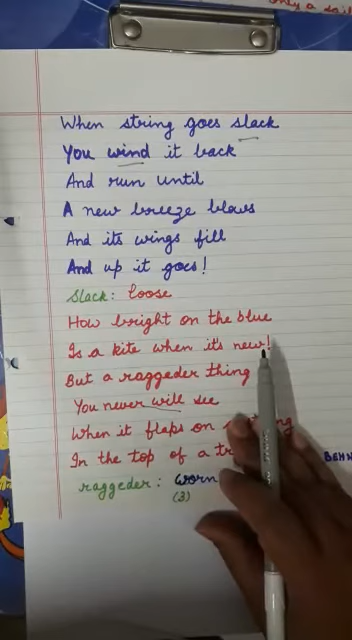 only a sail
When string goes slack
You wind it back
And run until
A new breeze blows
And its wings fill
And up it goes!
Slack: loose
How bright on the blue
Is a kite when it's new!
But a raggeder thing
You never will see
When it flaps on
In the top of a
raggeder: worn
(3)